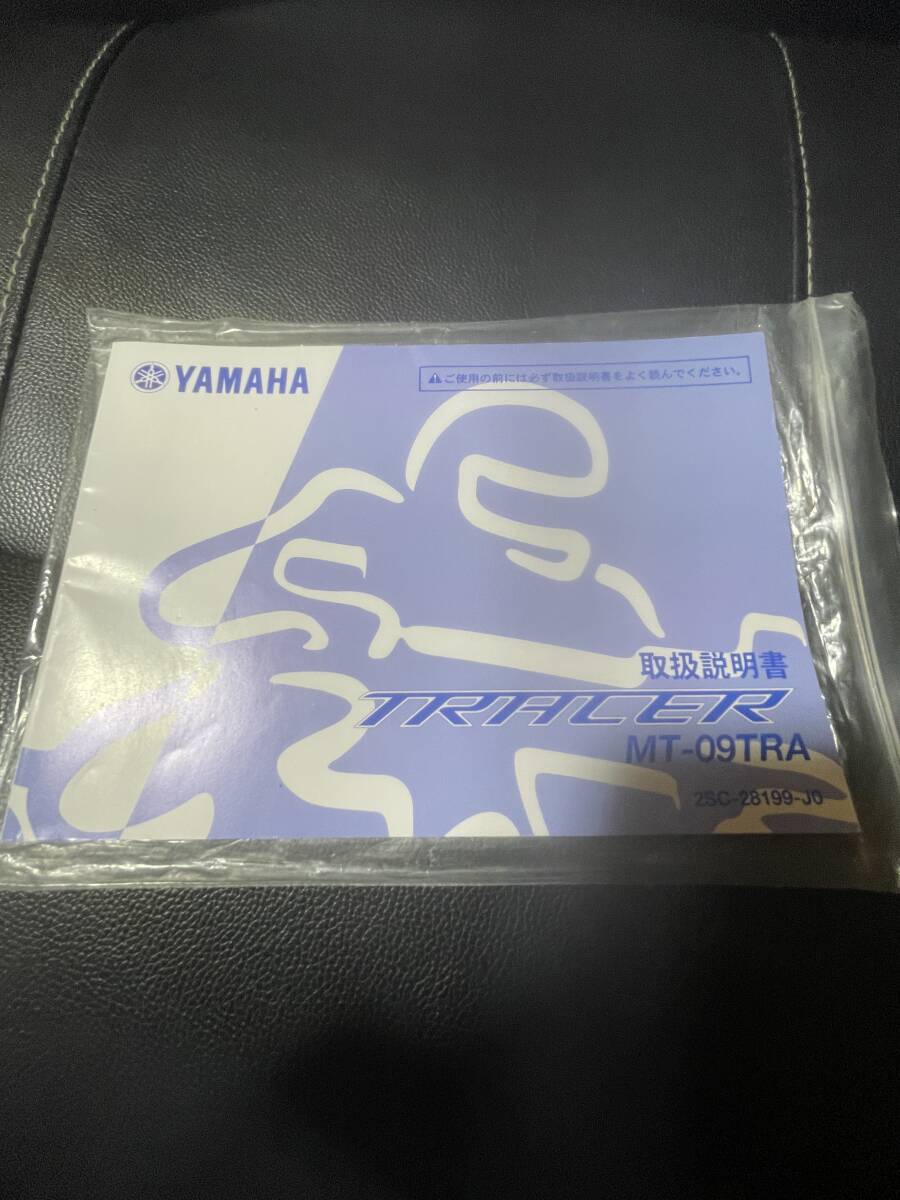 YAMAHA
ご使用の前には必ず取扱説明書をよく読んでください。
取扱説明書
TRACER
MT-09TRA
2SC-28199-J0